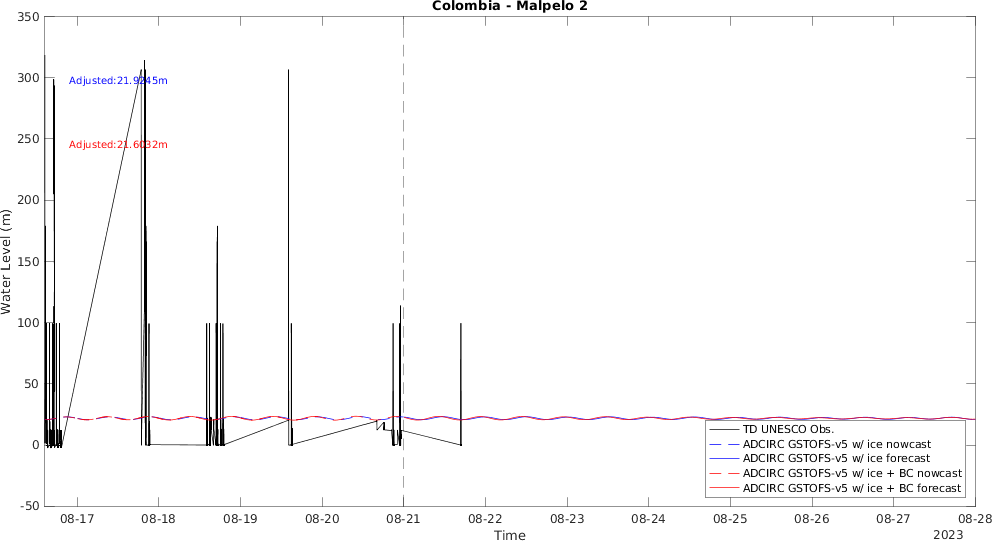 Colombia - Malpelo 2
350
300
250
200
150
100
50
0
-50
Water Level (m)
Adjusted:21.9245m
Adjusted:21.6032m
TD UNESCO Obs.
ADCIRC GSTOFS-v5 w/ ice nowcast
ADCIRC GSTOFS-v5 w/ ice forecast
ADCIRC GSTOFS-v5 w/ ice + BC nowcast
ADCIRC GSTOFS-v5 w/ ice + BC forecast
08-17 08-18 08-19 08-20 08-21 08-22 08-23 08-24 08-25 08-26 08-27 08-28
Time
2023